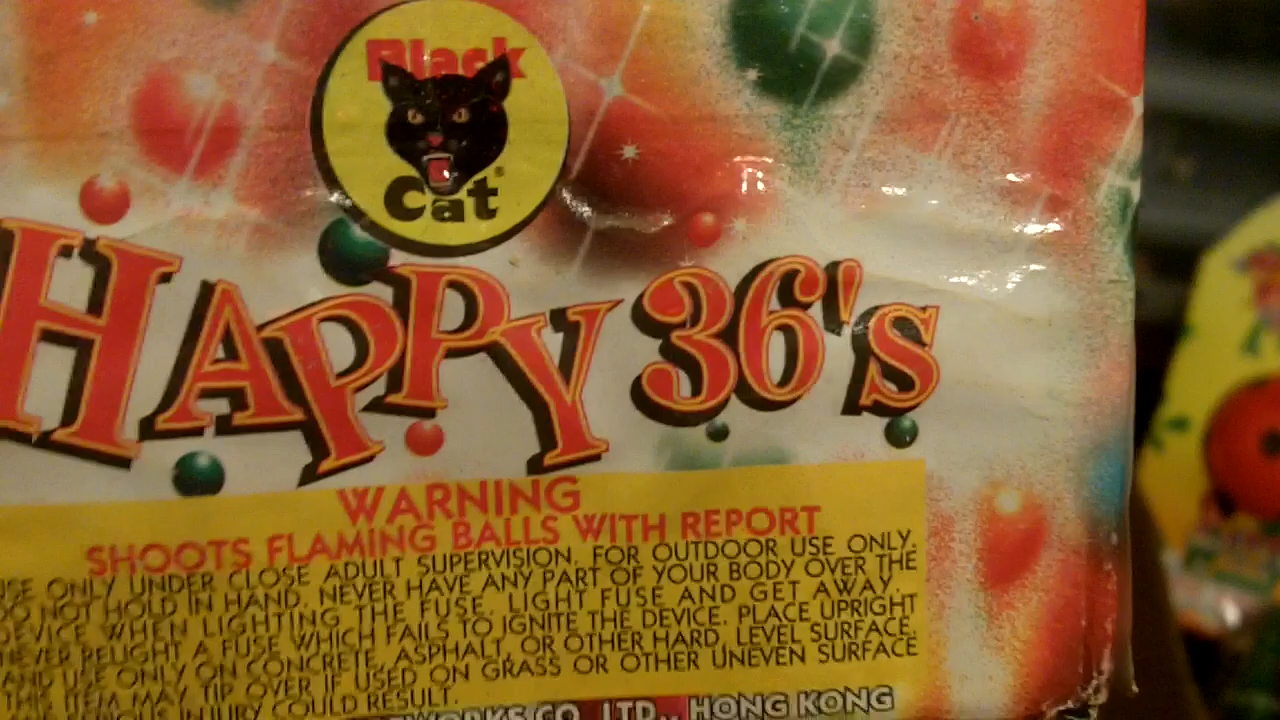 Black
Cat®
HAPPY 36's
WARNING
SHOOTS FLAMING BALLS WITH REPORT
USE ONLY UNDER CLOSE ADULT SUPERVISION. FOR OUTDOOR USE ONLY.
DO NOT HOLD IN HAND. NEVER HAVE ANY PART OF YOUR BODY OVER THE
DEVICE WHEN LIGHTING THE FUSE. LIGHT FUSE AND GET AWAY.
NEVER RELIGHT A FUSE WHICH FAILS TO IGNITE THE DEVICE. PLACE UPRIGHT
AND USE ONLY ON CONCRETE, ASPHALT, OR OTHER HARD, LEVEL SURFACE.
THIS ITEM MAY TIP OVER IF USED ON GRASS OR OTHER UNEVEN SURFACE
INJURY COULD RESULT.
CO. LTD., HONG KONG